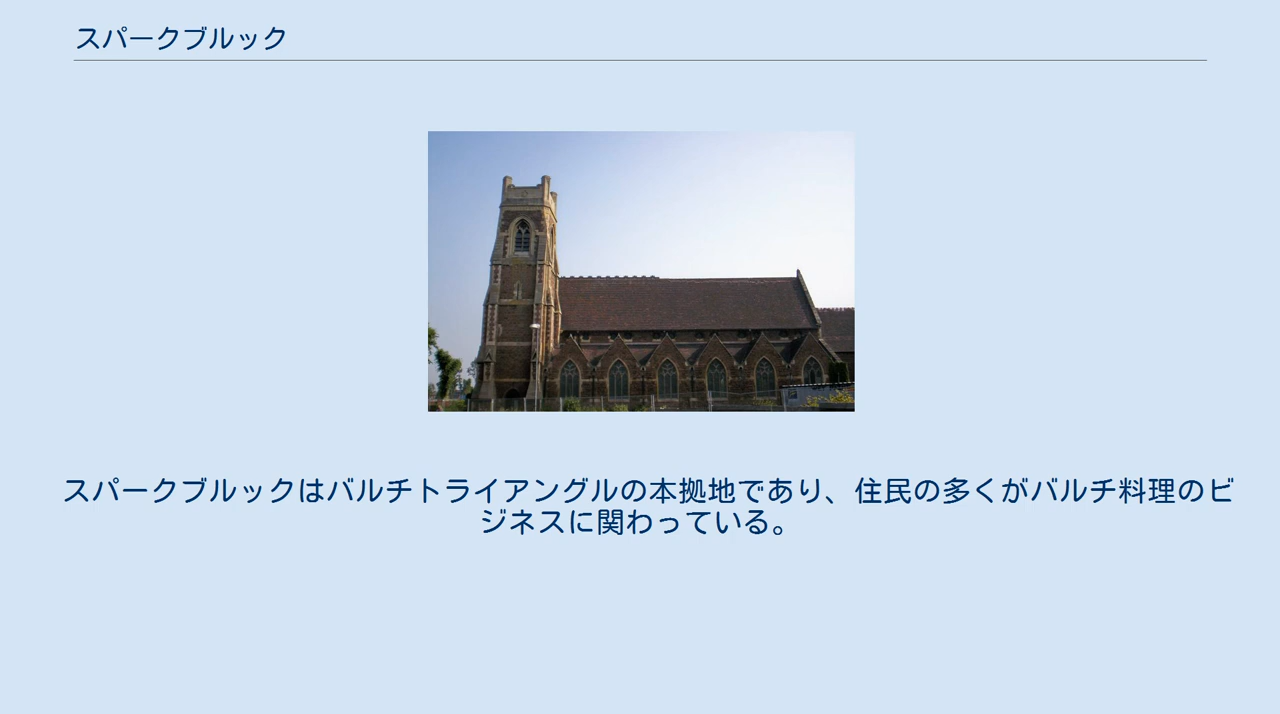 スパークブルック
スパークブルックはバルチトライアングルの本拠地であり、住民の多くがバルチ料理のビ
ジネスに関わっている。